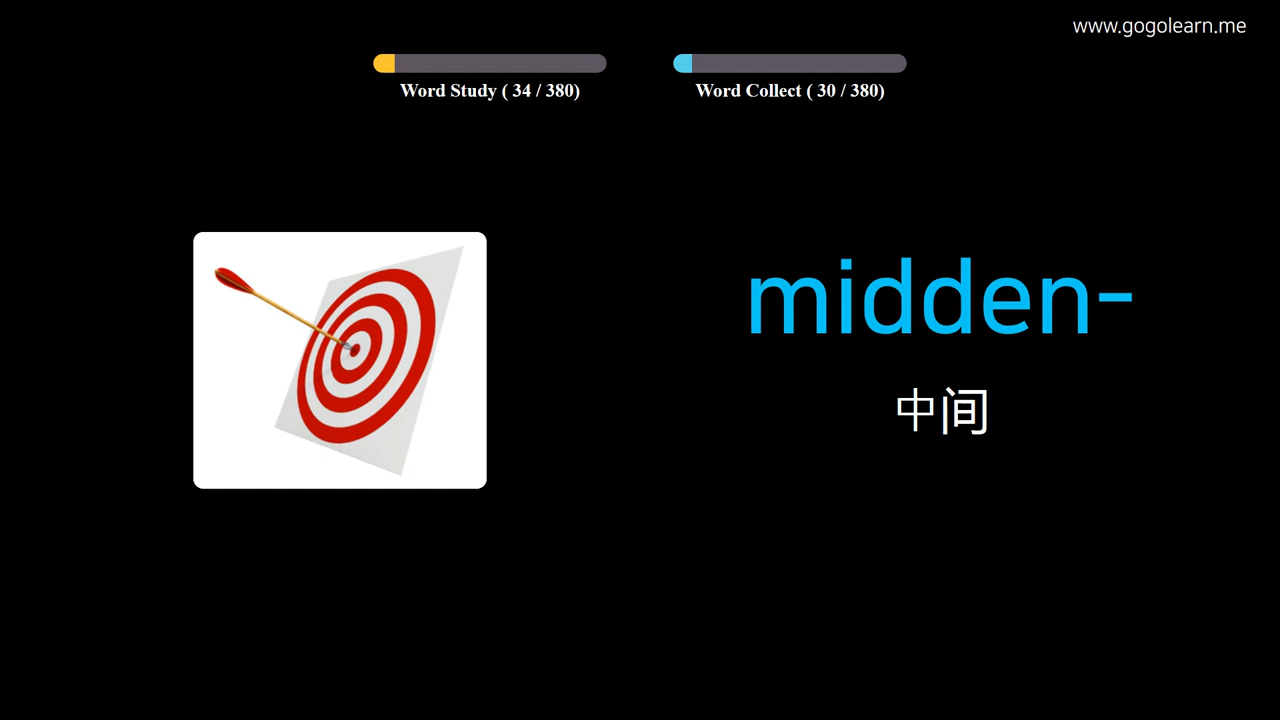 www.gogolearn.me
Word Study ( 34 / 380)
Word Collect ( 30 / 380)
midden-
中间